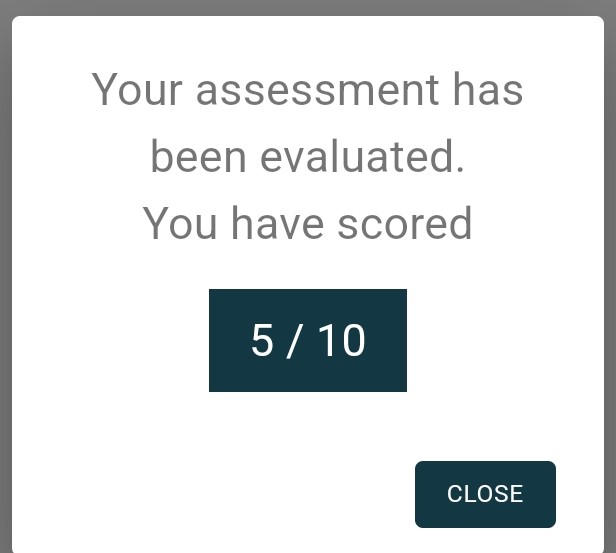 Your assessment has
been evaluated.
You have scored
5 / 10
CLOSE